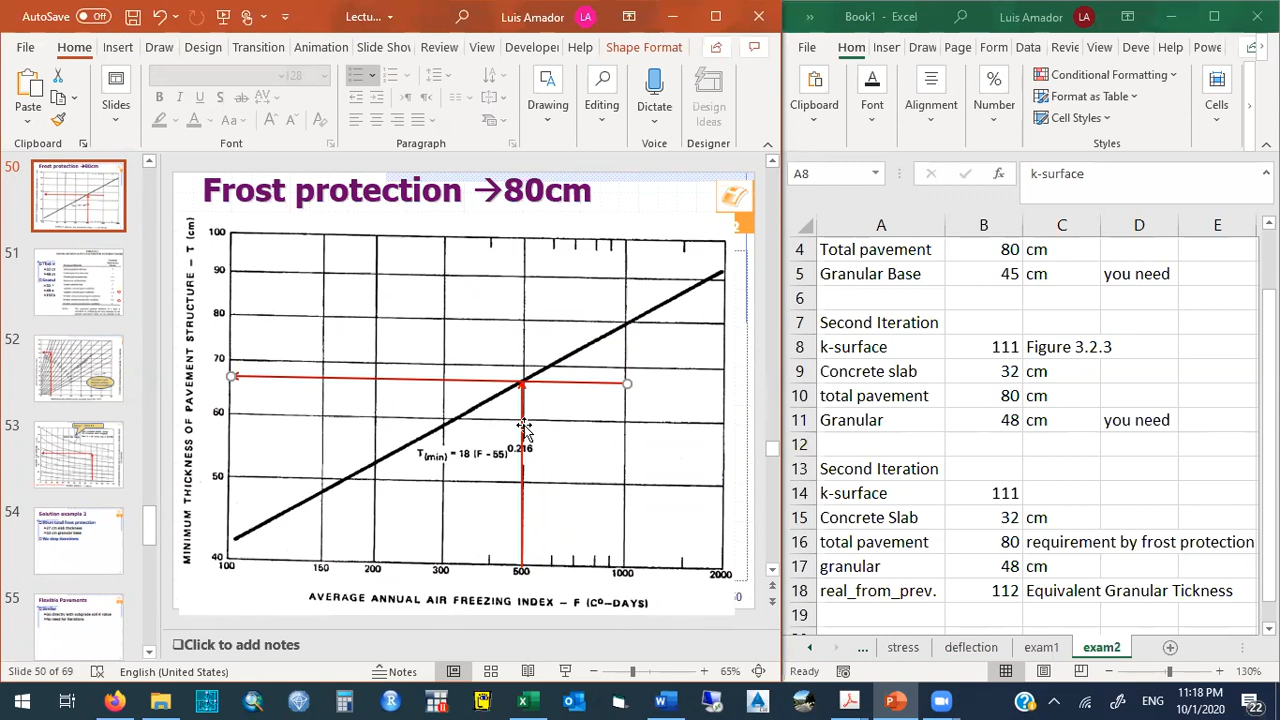 AutoSave Off Lectu... Luis Amador LA
File Home Insert Draw Design Transition Animation Slide Shov Review View Developer Help Shape Format
28
Paste Slides Drawing Editing Dictate Design Ideas
Clipboard Font Paragraph Voice Designer
50
51
52
53
54
55
Frost protection →80cm
MINIMUM THICKNESS OF PAVEMENT STRUCTURE – T (cm)
100
90
80
70
60
50
40
T(min) = 18 (F - 55)0.216
100 150 200 300 500 1000 2000
AVERAGE ANNUAL AIR FREEZING INDEX – F (C°-DAYS)
Click to add notes
Slide 50 of 69 English (United States) Notes 65%
Book1 - Excel Luis Amador LA
File Hom Inser Draw Page Form Data Revie View Deve Help Powe
Clipboard Font Alignment Number Conditional Formatting Format as Table Cell Styles Cells
Styles
A8 fx k-surface
A B C D E
4 Total pavement 80 cm
5 Granular Base 45 cm you need
6
7 Second Iteration
8 k-surface 111 Figure 3.2.3
9 Concrete slab 32 cm
10 total pavement 80 cm
11 Granular 48 cm you need
12
13 Second Iteration
14 k-surface 111
15 Concrete Slab 32 cm
16 total pavement 80 requirement by frost protection
17 granular 48 cm
18 ral_from_prev 112 Equivalent Granular Tickness
19
... stress deflection exam1 exam2
Ready 130%
ENG 11:18 PM 10/1/2020 22